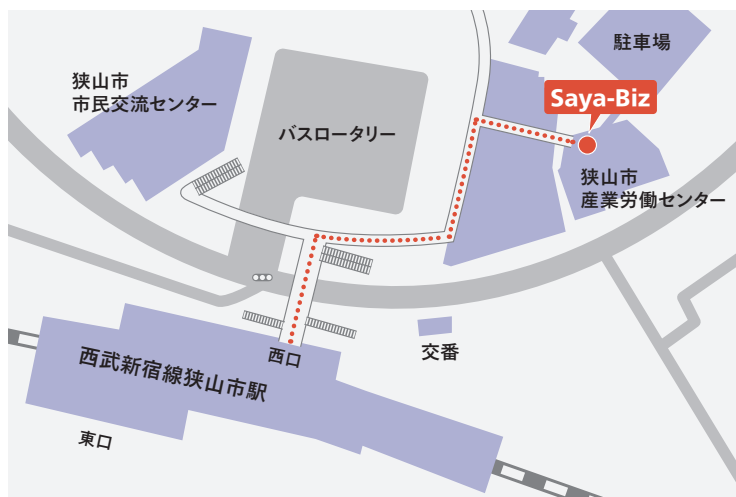 駐車場
狭山市
市民交流センター
Saya-Biz
バスロータリー
狭山市
産業労働センター
西口
交番
西武新宿線狭山市駅
東口